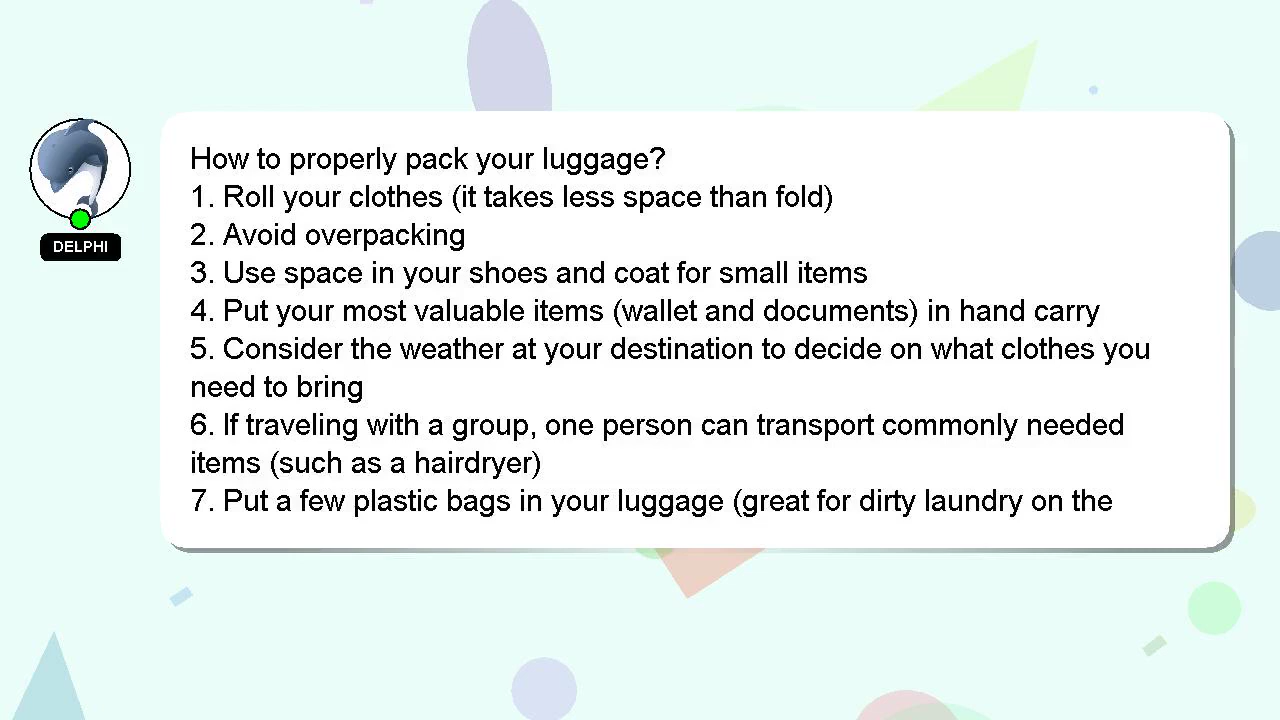 How to properly pack your luggage?
1. Roll your clothes (it takes less space than fold)
2. Avoid overpacking
3. Use space in your shoes and coat for small items
4. Put your most valuable items (wallet and documents) in hand carry
5. Consider the weather at your destination to decide on what clothes you
need to bring
6. If traveling with a group, one person can transport commonly needed
items (such as a hairdryer)
7. Put a few plastic bags in your luggage (great for dirty laundry on the
DELPHI